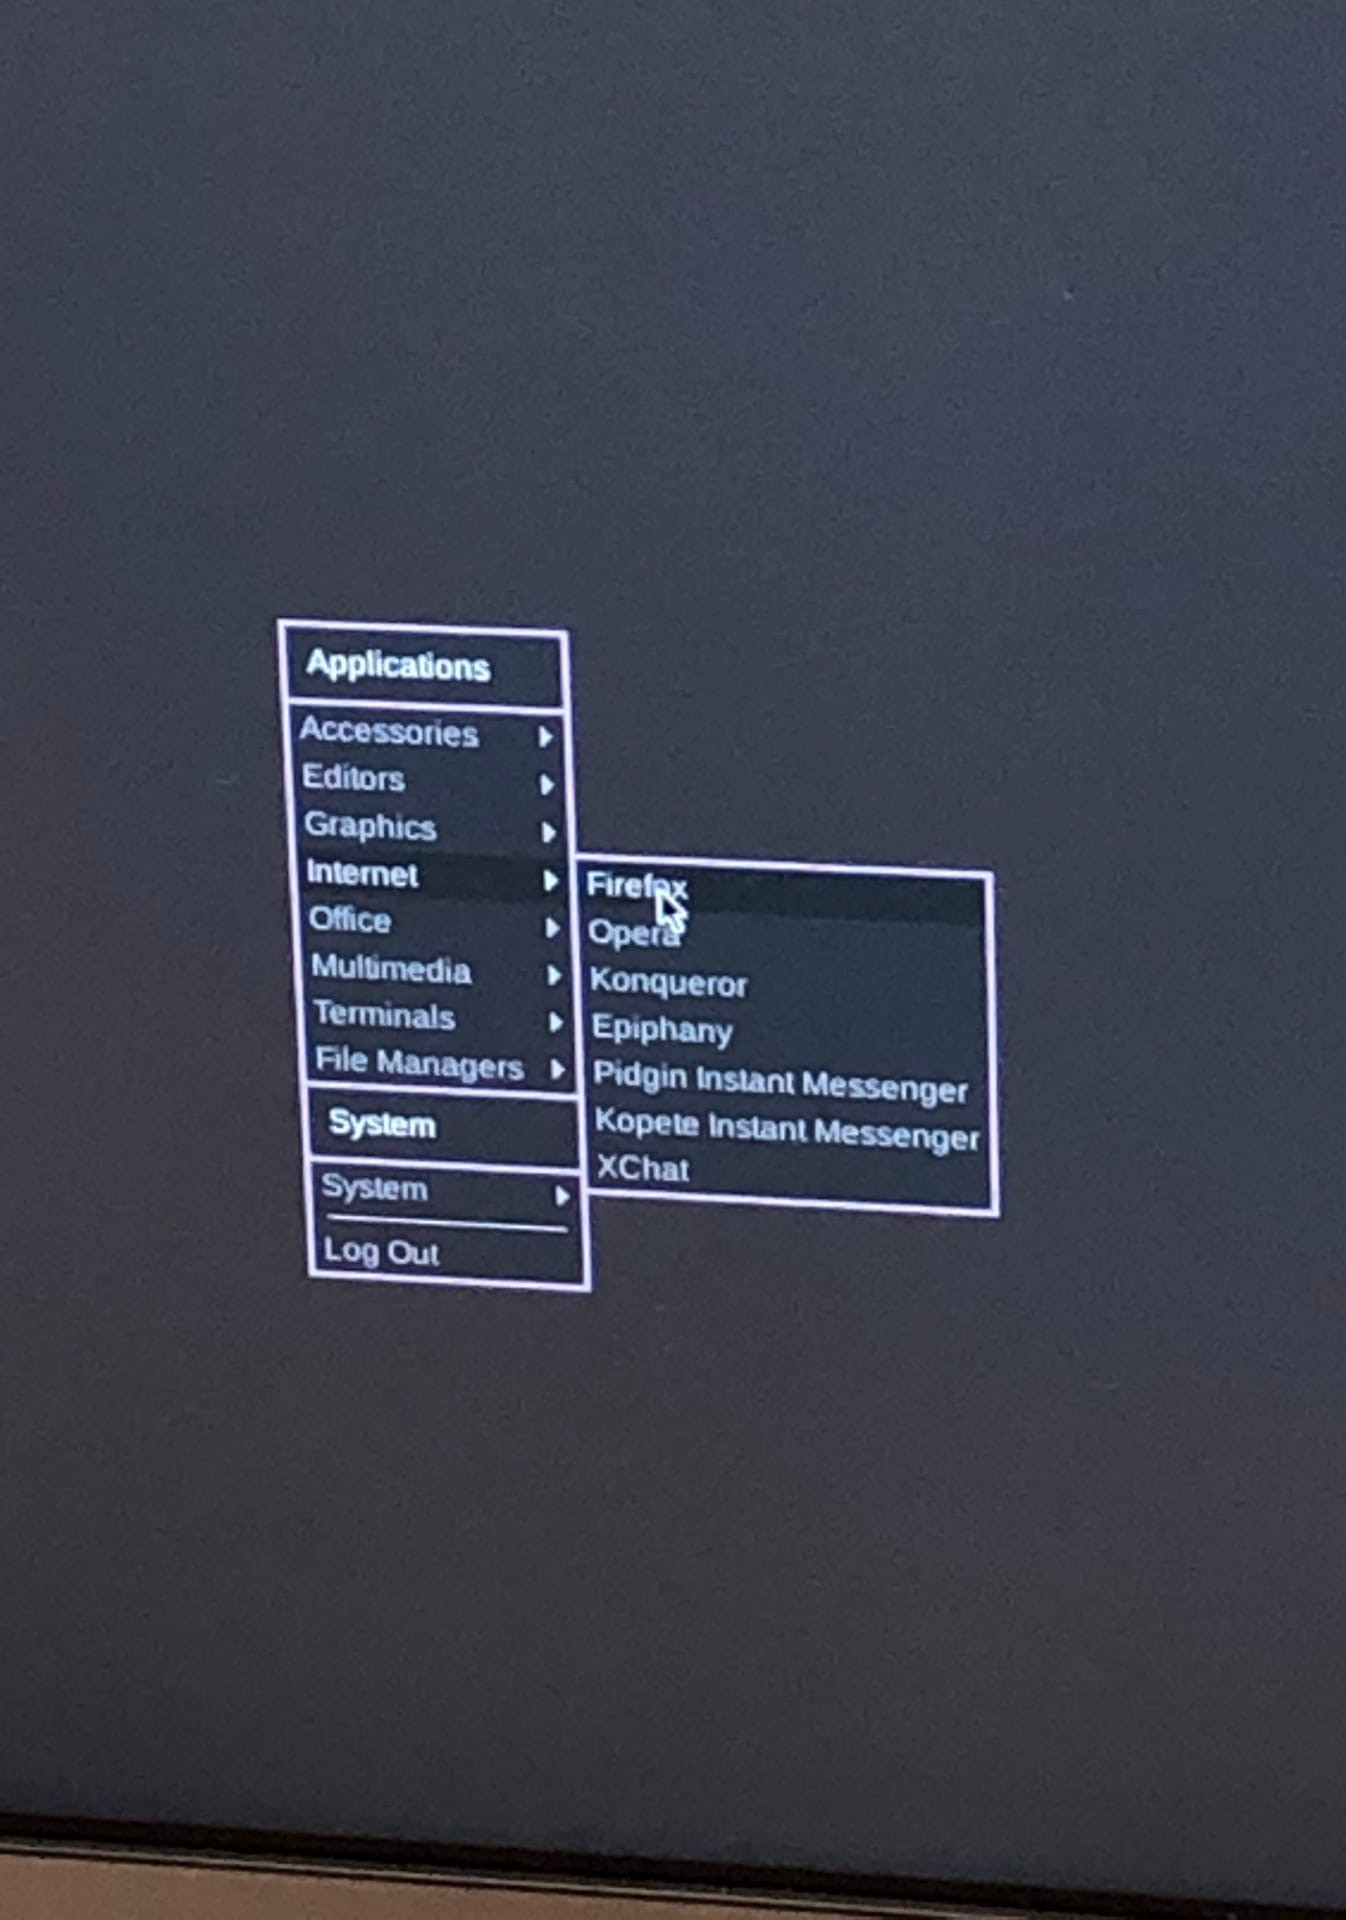 Applications
Accessories
Editors
Graphics
Internet
Office
Multimedia
Terminals
File Managers
System
System
Log Out
Firefox
Opera
Konqueror
Epiphany
Pidgin Instant Messenger
Kopete Instant Messenger
XChat